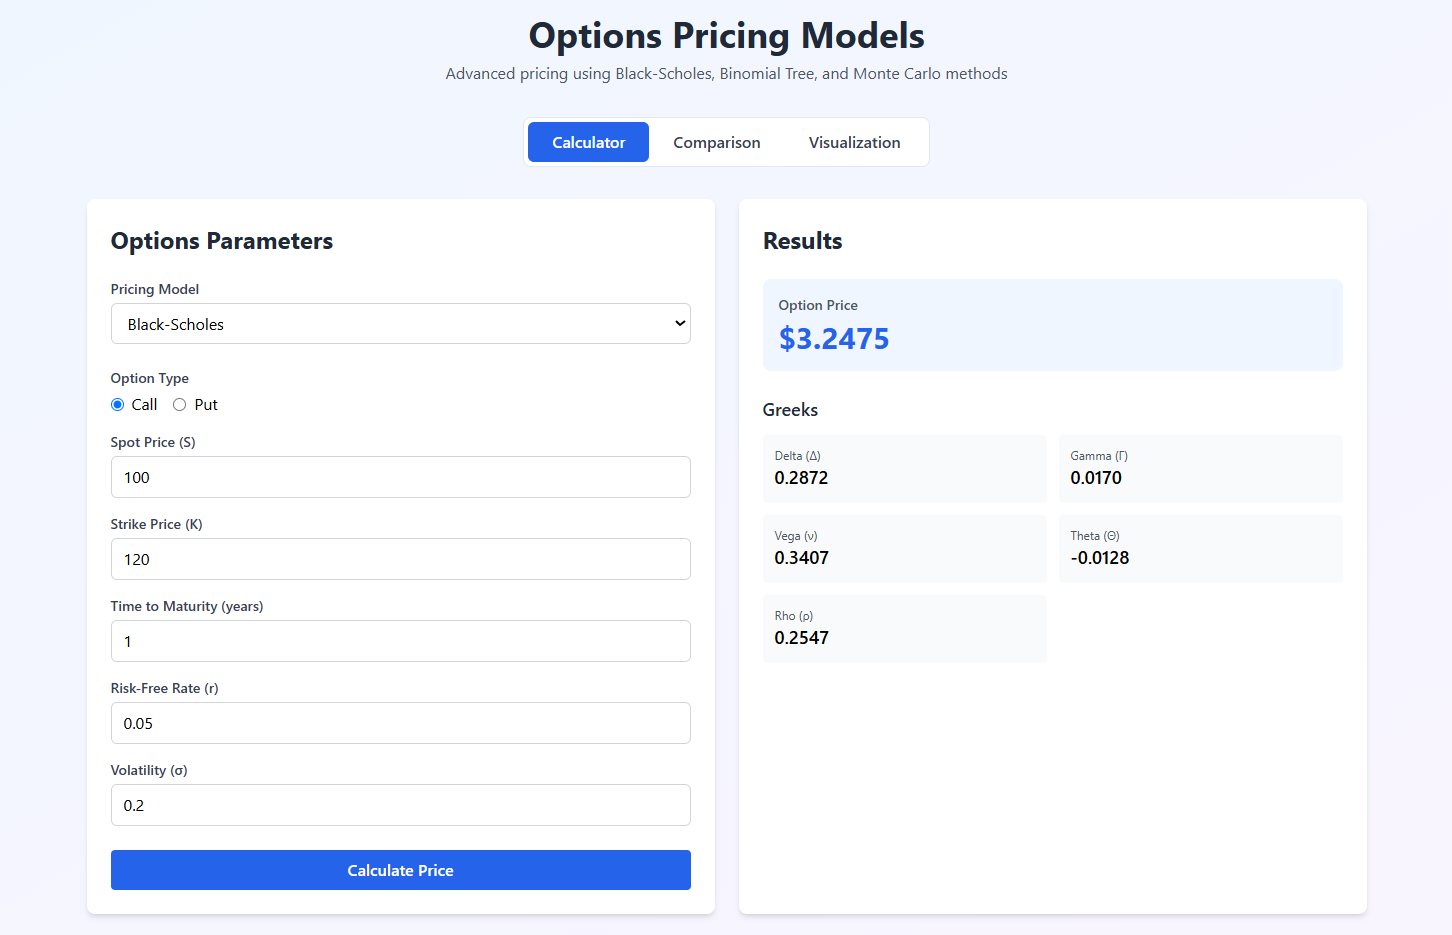 Options Pricing Models
Advanced pricing using Black-Scholes, Binomial Tree, and Monte Carlo methods
Calculator
Comparison
Visualization
Options Parameters
Pricing Model
Black-Scholes
Option Type
Call
Put
Spot Price (S)
100
Strike Price (K)
120
Time to Maturity (years)
1
Risk-Free Rate (r)
0.05
Volatility (σ)
0.2
Calculate Price
Results
Option Price
$3.2475
Greeks
Delta (Δ)
0.2872
Gamma (Γ)
0.0170
Vega (ν)
0.3407
Theta (Θ)
-0.0128
Rho (ρ)
0.2547